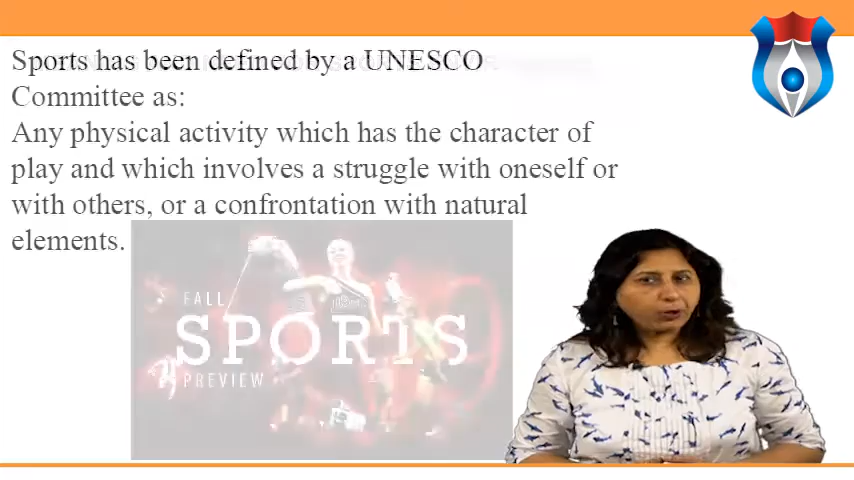 Sports has been defined by a UNESCO
Committee as:
Any physical activity which has the character of
play and which involves a struggle with oneself or
with others, or a confrontation with natural
elements.
FALL
SPORTS
PREVIEW